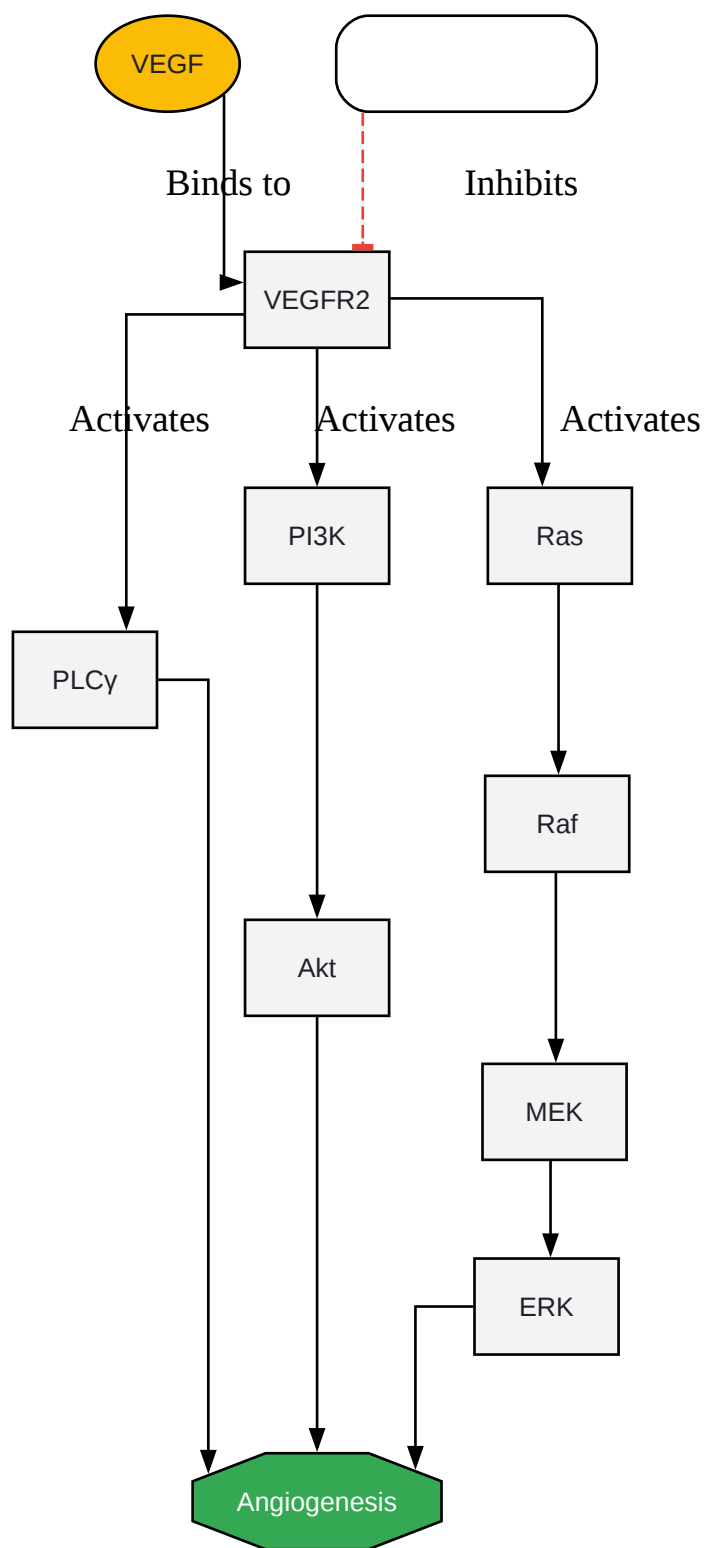 VEGF
Binds to
Inhibits
VEGFR2
Activates
Activates
Activates
PI3K
Ras
PLCγ
Raf
Akt
MEK
ERK
Angiogenesis